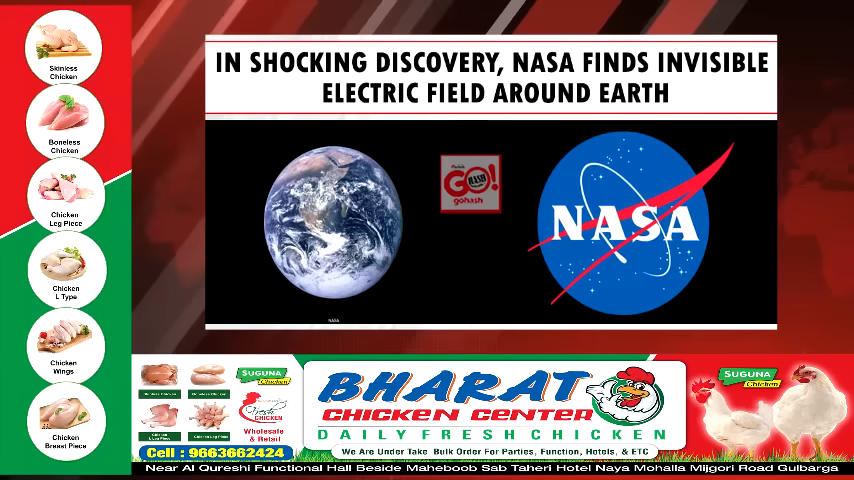 IN SHOCKING DISCOVERY, NASA FINDS INVISIBLE
ELECTRIC FIELD AROUND EARTH
GO!
gohash
NASA
NASA
Skinless
Chicken
Boneless
Chicken
Chicken
Leg Piece
Chicken
L Type
Chicken
Wings
Chicken
Breast Piece
SUGUNA
Chicken
Fresh
CHICKEN
Wholesale
& Retail
Cell : 9663662424
BHARAT
CHICKEN CENTER
DAILY FRESH CHICKEN
We Are Under Take Bulk Order For Parties, Function, Hotels, & ETC
SUGUNA
Chicken
Near Al Qureshi Functional Hall Beside Maheboob Sab Taheri Hotel Naya Mohalla Mijgori Road Gulbarga